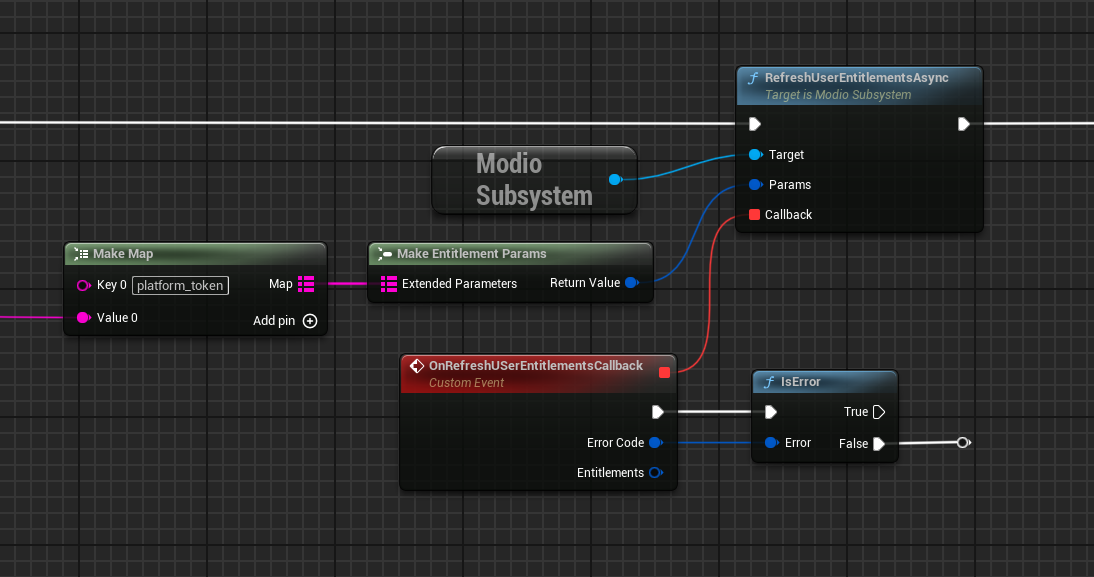 RefreshUserEntitlementsAsync
Target is Modio Subsystem
Target
Params
Callback
Modio
Subsystem
Make Map
Key 0 platform_token Map
Value 0
Add pin
Make Entitlement Params
Extended Parameters Return Value
OnRefreshUSerEntitlementsCallback
Custom Event
Error Code
Entitlements
IsError
True
Error False